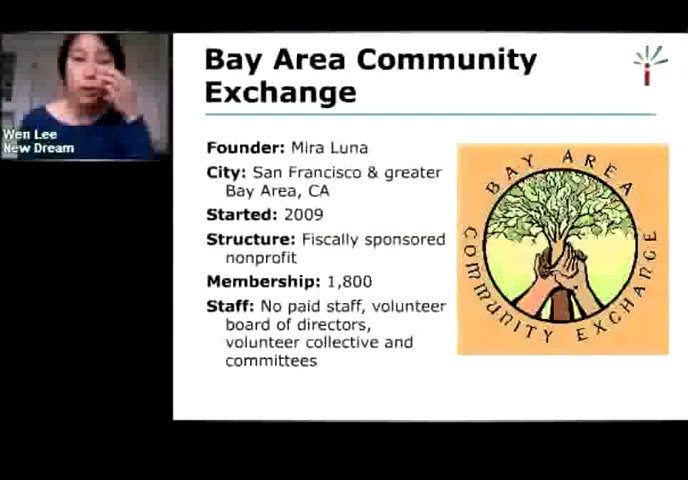 Bay Area Community
Exchange
Wen Lee
New Dream
Founder: Mira Luna
City: San Francisco & greater
Bay Area, CA
Started: 2009
Structure: Fiscally sponsored
nonprofit
Membership: 1,800
Staff: No paid staff, volunteer
board of directors,
volunteer collective and
committees
BAY AREA
COMMUNITY EXCHANGE